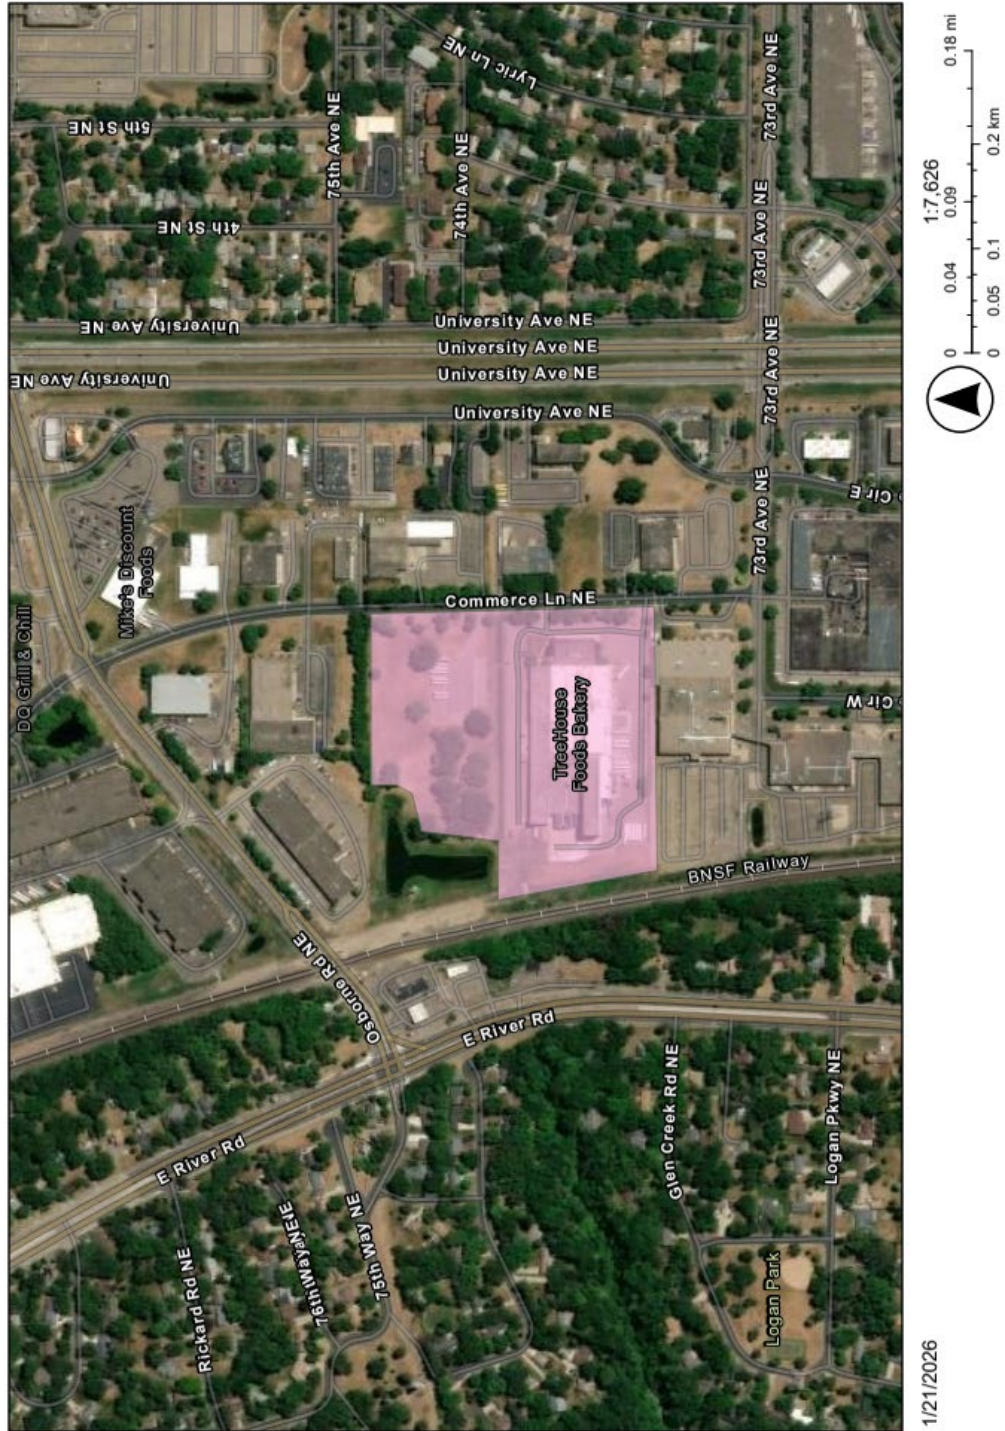 5th St NE
4th St NE
75th Ave NE
74th Ave NE
Lyric Ln NE
73rd Ave NE
73rd Ave NE
73rd Ave NE
73rd Ave NE
University Ave NE
University Ave NE
University Ave NE
University Ave NE
University Ave NE
University Ave NE
Cir E
Cir W
DQ Grill & Chill
Mike's Discount
Foods
Commerce Ln NE
TreeHouse
Foods Bakery
BNSF Railway
Osborne Rd NE
E River Rd
E River Rd
Rickard Rd NE
75th Way NE
Glen Creek Rd NE
Logan Pkwy NE
Logan Park
1/21/2026
1:7,626
0 0.04 0.09 0.18 mi
0 0.05 0.1 0.2 km